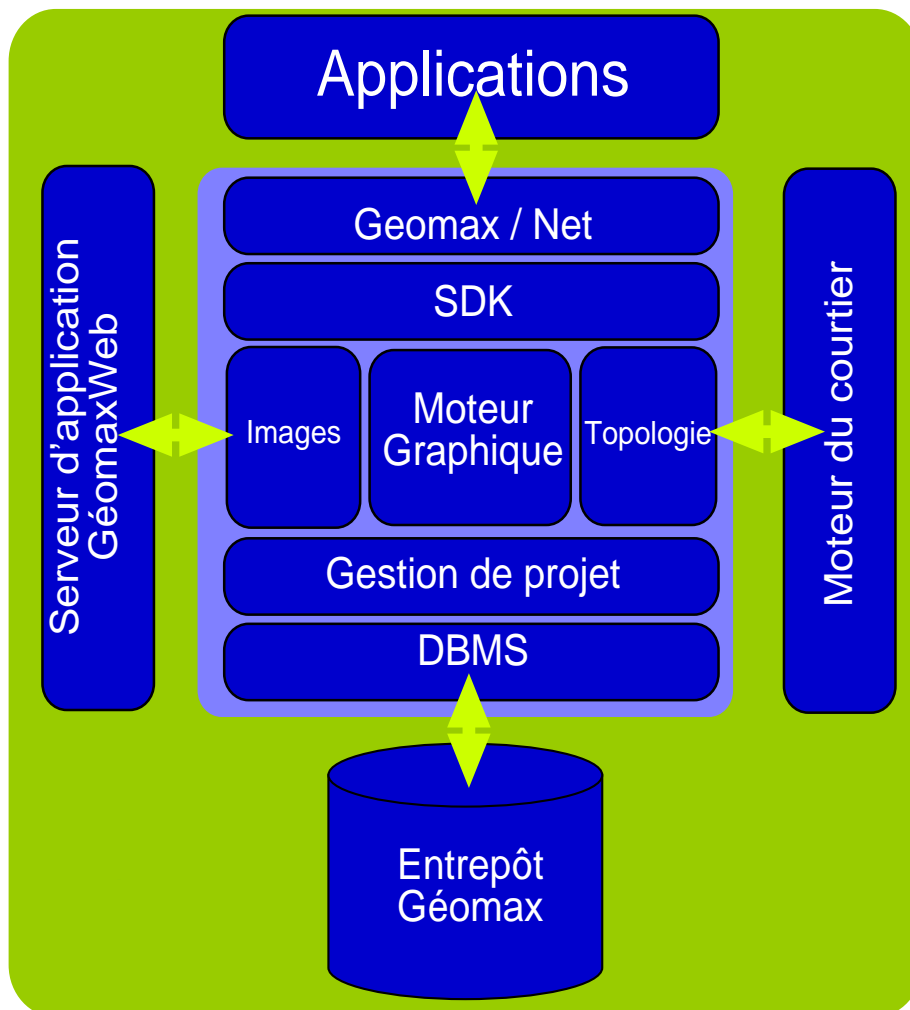 Applications
Geomax / Net
SDK
Serveur d'application
GéomaxWeb
Images
Moteur
Graphique
Topologie
Moteur du courtier
Gestion de projet
DBMS
Entrepôt
Géomax